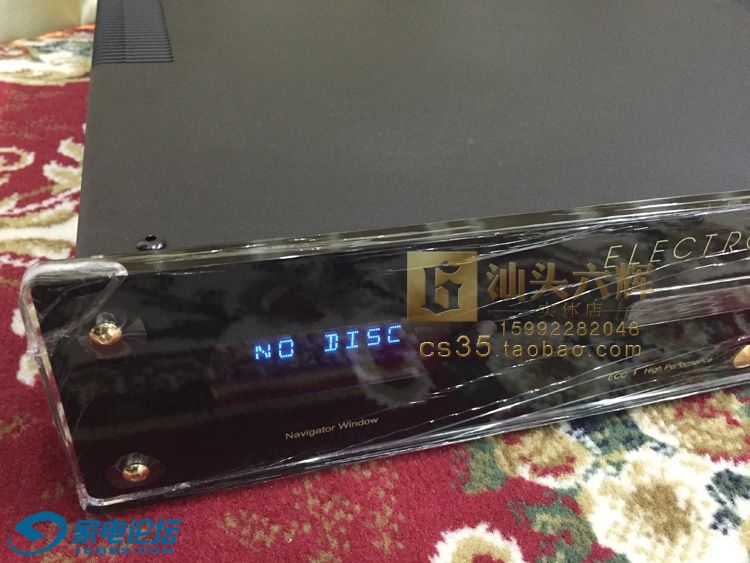 ELECTRO
汕头六辉
实体店
15992282048
cs35.taobao.com
NO DISC
ECC 1 High Performance
Navigator Window
家电论坛